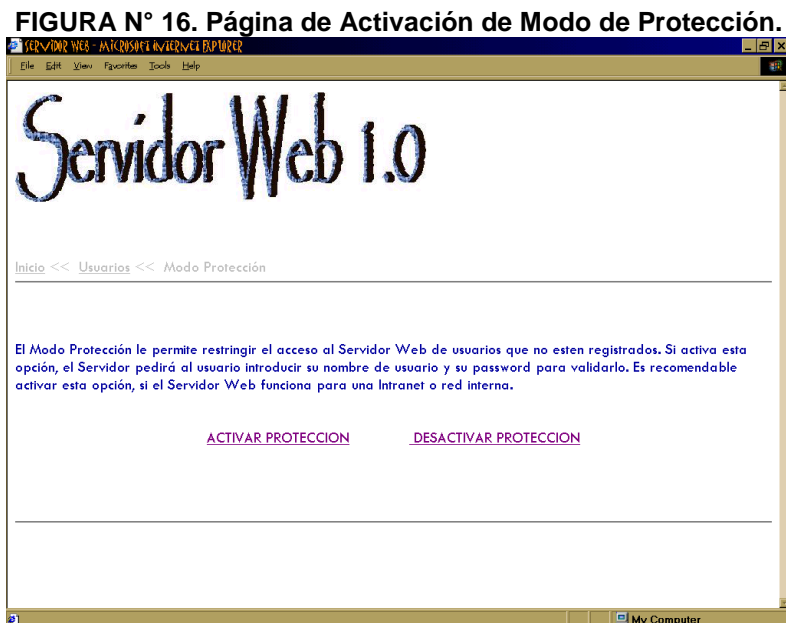 FIGURA N° 16. Página de Activación de Modo de Protección.
SERVIDOR WEB - MICROSOFT INTERNET EXPLORER
File Edit View Favorites Tools Help
Servidor Web 1.0
Inicio << Usuarios << Modo Protección
El Modo Protección le permite restringir el acceso al Servidor Web de usuarios que no esten registrados. Si activa esta
opción, el Servidor pedirá al usuario introducir su nombre de usuario y su password para validarlo. Es recomendable
activar esta opción, si el Servidor Web funciona para una Intranet o red interna.
ACTIVAR PROTECCION DESACTIVAR PROTECCION
My Computer